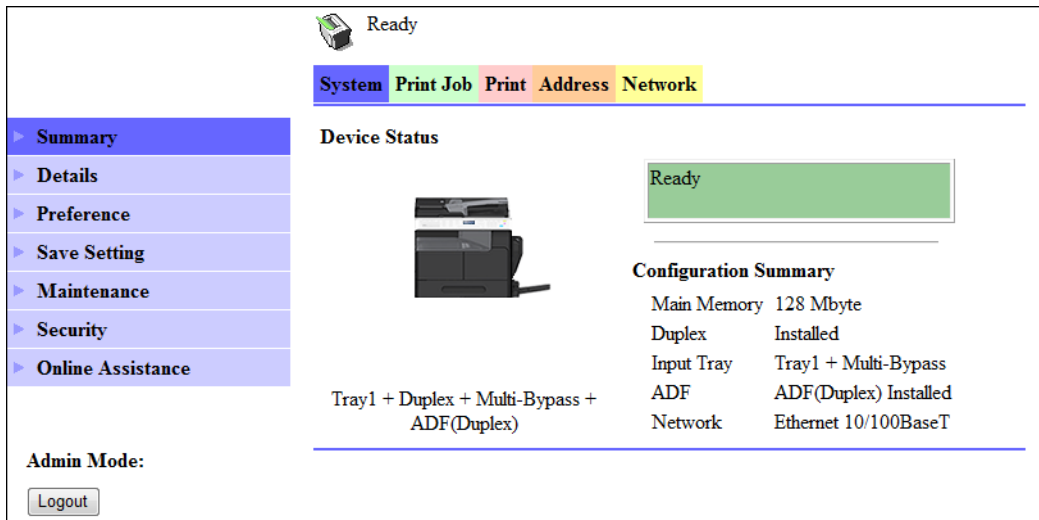 Ready
System Print Job Print Address Network
Summary
Details
Preference
Save Setting
Maintenance
Security
Online Assistance
Admin Mode:
Logout
Device Status
Tray1 + Duplex + Multi-Bypass +
ADF(Duplex)
Ready
Configuration Summary
Main Memory 128 Mbyte
Duplex Installed
Input Tray Tray1 + Multi-Bypass
ADF ADF(Duplex) Installed
Network Ethernet 10/100BaseT